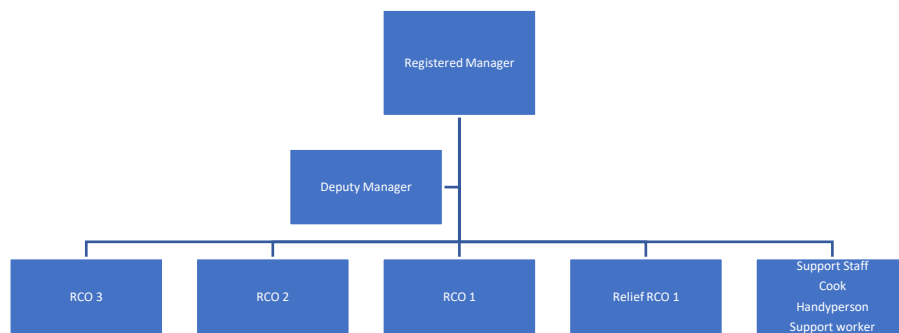 Registered Manager
Deputy Manager
RCO 3
RCO 2
RCO 1
Relief RCO 1
Support Staff
Cook
Handyperson
Support worker